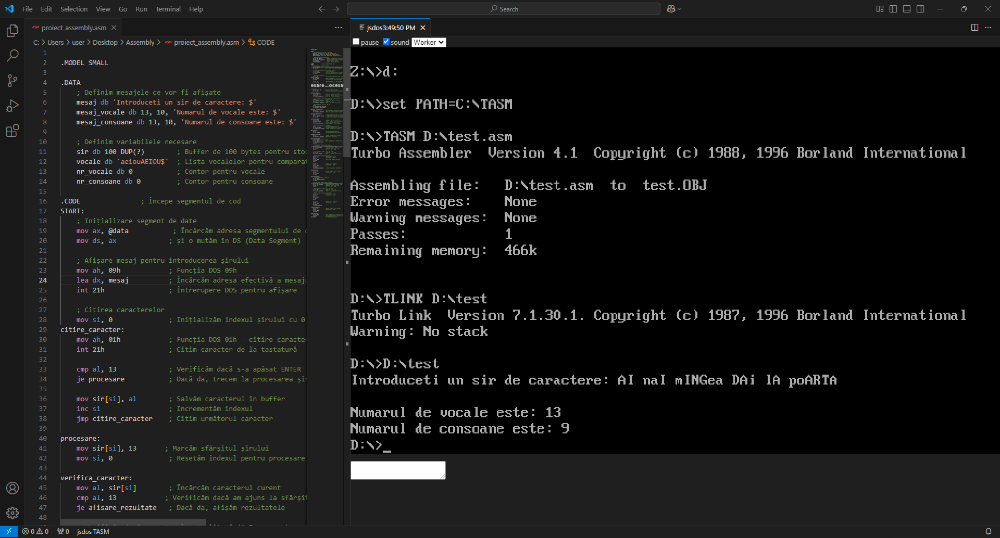 File Edit Selection View Go Run Terminal Help
Search
ASM proiect_assembly.asm
C: > Users > user > Desktop > Assembly > ASM proiect_assembly.asm > CODE
1
2 .MODEL SMALL
3
4 .DATA
5 ; Definim mesajele ce vor fi afișate
6 mesaj db 'Introduceti un sir de caractere: $'
7 mesaj_vocale db 13, 10, 'Numarul de vocale este: $'
8 mesaj_consoane db 13, 10, 'Numarul de consoane este: $'
9
10 ; Definim variabilele necesare
11 sir db 100 DUP(?) ; Buffer de 100 bytes pentru stoc
12 vocale db 'aeiouAEIOU$' ; Lista vocalelor pentru comparat
13 nr_vocale db 0 ; Contor pentru vocale
14 nr_consoane db 0 ; Contor pentru consoane
15
16 .CODE ; Începe segmentul de cod
17 START:
18 ; Inițializare segment de date
19 mov ax, @data ; Încărcăm adresa segmentului de
20 mov ds, ax ; și o mutăm în DS (Data Segment)
21
22 ; Afișare mesaj pentru introducerea șirului
23 mov ah, 09h ; Funcția DOS 09h
24 lea dx, mesaj ; Încărcăm adresa efectivă a mesaju
25 int 21h ; Întrerupere DOS pentru afișare
26
27 ; Citirea caracterelor
28 mov si, 0 ; Inițializăm indexul șirului cu 0
29 citire_caracter:
30 mov ah, 01h ; Funcția DOS 01h - citire caracter
31 int 21h ; Citim caracter de la tastatură
32
33 cmp al, 13 ; Verificăm dacă s-a apăsat ENTER
34 je procesare ; Dacă da, trecem la procesarea șir
35
36 mov sir[si], al ; Salvăm caracterul în buffer
37 inc si ; Incrementăm indexul
38 jmp citire_caracter ; Citim următorul caracter
39
40 procesare:
41 mov sir[si], 13 ; Marcăm sfârșitul șirului
42 mov si, 0 ; Resetăm indexul pentru procesare
43
44 verifica_caracter:
45 mov al, sir[si] ; Încărcăm caracterul curent
46 cmp al, 13 ; Verificăm dacă am ajuns la sfârșit
47 je afisare_rezultate ; Dacă da, afișăm rezultatele
48
esare...ocesa
jsdos3:49:50 PM
pause sound Worker
Z:\>d:
D:\>set PATH=C:\TASM
D:\>TASM D:\test.asm
Turbo Assembler Version 4.1 Copyright (c) 1988, 1996 Borland International
Assembling file: D:\test.asm to test.OBJ
Error messages: None
Warning messages: None
Passes: 1
Remaining memory: 466k
D:\>TLINK D:\test
Turbo Link Version 7.1.30.1. Copyright (c) 1987, 1996 Borland International
Warning: No stack
D:\>D:\test
Introduceti un sir de caractere: AI naI mINGea DAi lA poARTA
Numarul de vocale este: 13
Numarul de consoane este: 9
D:\>_
0 0 0 jsdos TASM